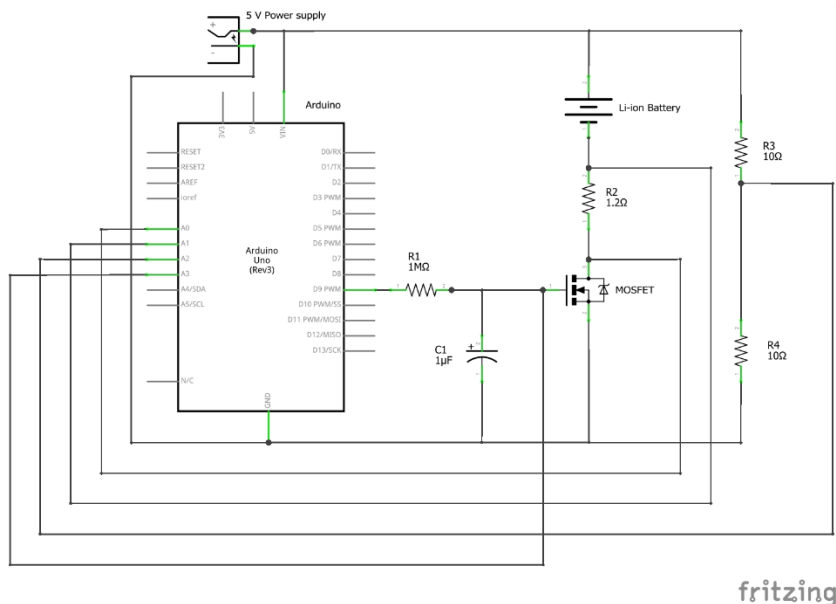 5 V Power supply
+
-
Arduino
3V3
5V
VIN
RESET
RESET2
AREF
ioref
A0
A1
A2
A3
A4/SDA
A5/SCL
N/C
Arduino
Uno
(Rev3)
D0/RX
D1/TX
D2
D3 PWM
D4
D5 PWM
D6 PWM
D7
D8
D9 PWM
D10 PWM/SS
D11 PWM/MOSI
D12/MISO
D13/SCK
GND
R1
1MΩ
C1
1µF
+
Li-ion Battery
R2
1.2Ω
MOSFET
R3
10Ω
R4
10Ω
fritzing